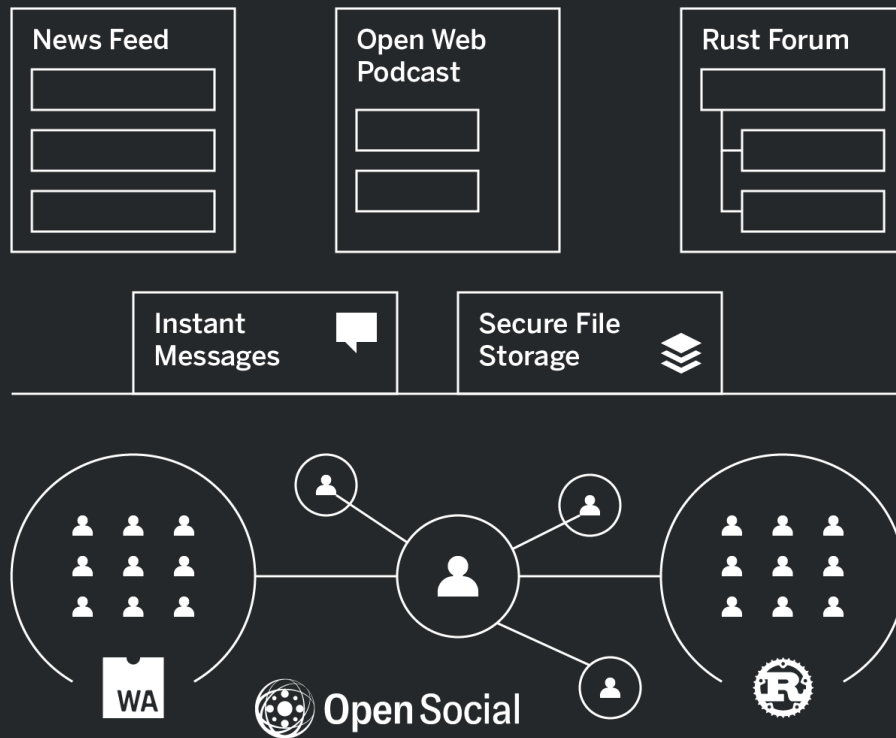 News Feed
Open Web
Podcast
Rust Forum
Instant
Messages
Secure File
Storage
WA
Open Social
R